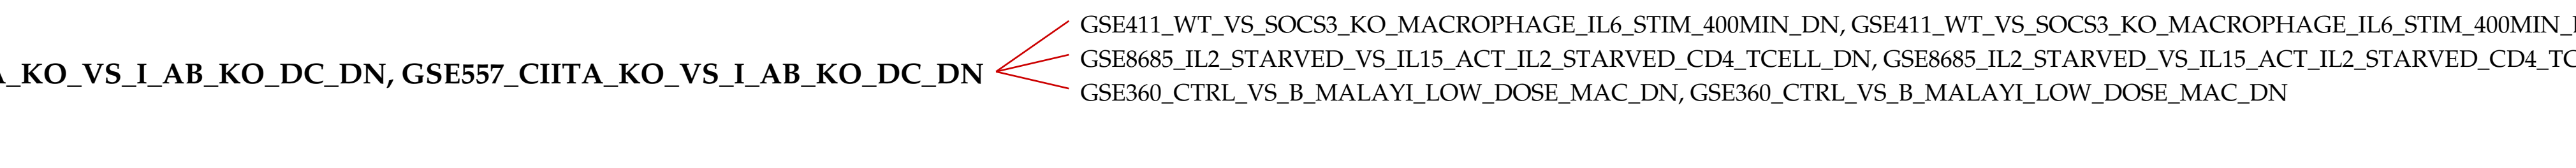 GSE411_WT_VS_SOCS3_KO_MACROPHAGE_IL6_STIM_400MIN_DN, GSE411_WT_VS_SOCS3_KO_MACROPHAGE_IL6_STIM_400MIN_
GSE8685_IL2_STARVED_VS_IL15_ACT_IL2_STARVED_CD4_TCELL_DN, GSE8685_IL2_STARVED_VS_IL15_ACT_IL2_STARVED_CD4_TC
_KO_VS_I_AB_KO_DC_DN, GSE557_CIITA_KO_VS_I_AB_KO_DC_DN
GSE360_CTRL_VS_B_MALAYI_LOW_DOSE_MAC_DN, GSE360_CTRL_VS_B_MALAYI_LOW_DOSE_MAC_DN